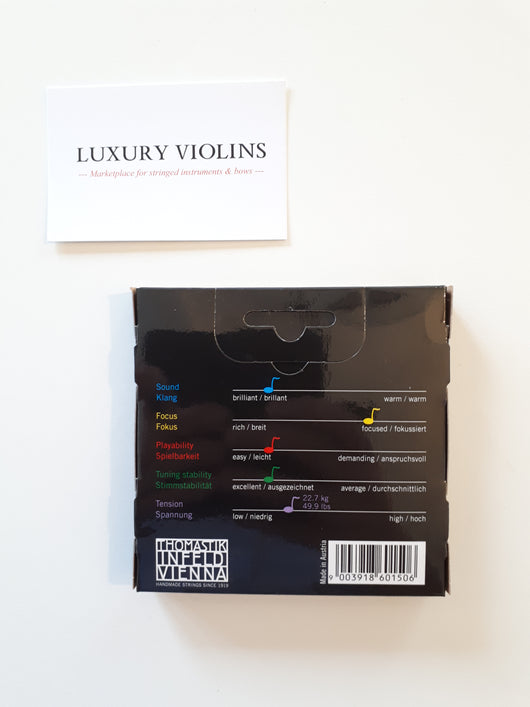 LUXURY VIOLINS
--- Marketplace for stringed instruments & bows ---
Sound
Klang
brilliant / brillant
warm / warm
Focus
Fokus
rich / breit
focused / fokussiert
Playability
Spielbarkeit
easy / leicht
demanding / anspruchsvoll
Tuning stability
Stimmstabilität
excellent / ausgezeichnet
average / durchschnittlich
Tension
Spannung
22.7 kg
49.9 lbs
low / niedrig
high / hoch
THOMASTIK
INFELD
VIENNA
HANDMADE STRINGS SINCE 1919
Made in Austria
9 003918 601506